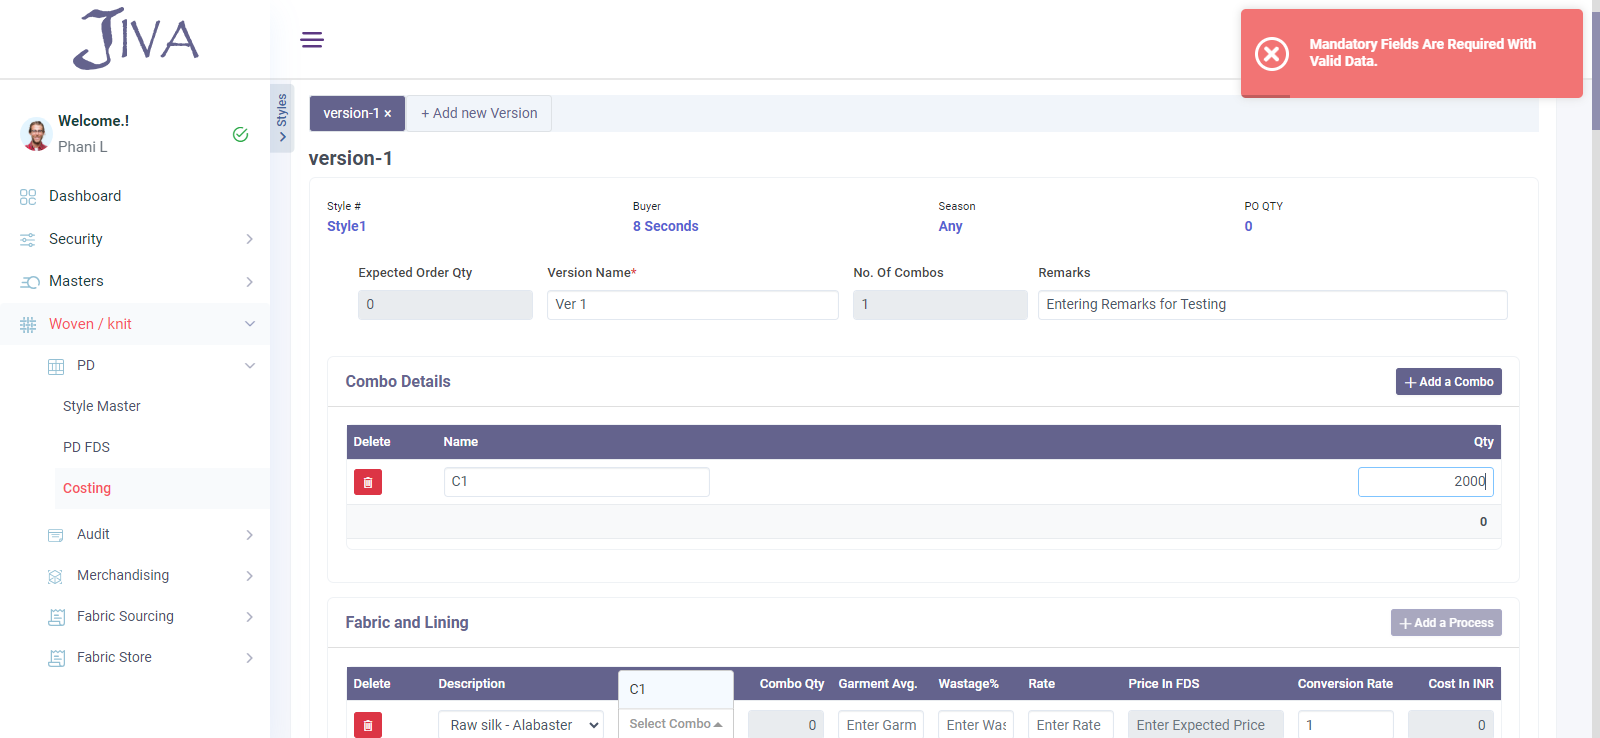 JIVA
Mandatory Fields Are Required With
Valid Data.
Welcome.!
Phani L
Styles
version-1 ×
+ Add new Version
version-1
Dashboard
Security
Masters
Woven / knit
PD
Style Master
PD FDS
Costing
Audit
Merchandising
Fabric Sourcing
Fabric Store
Style # Buyer Season PO QTY
Style1 8 Seconds Any 0
Expected Order Qty Version Name* No. Of Combos Remarks
0 Ver 1 1 Entering Remarks for Testing
Combo Details + Add a Combo
Delete Name Qty
C1 2000
0
Fabric and Lining + Add a Process
Delete Description C1 Combo Qty Garment Avg. Wastage% Rate Price In FDS Conversion Rate Cost In INR
Raw silk - Alabaster Select Combo 0 Enter Garm Enter Was Enter Rate Enter Expected Price 1 0